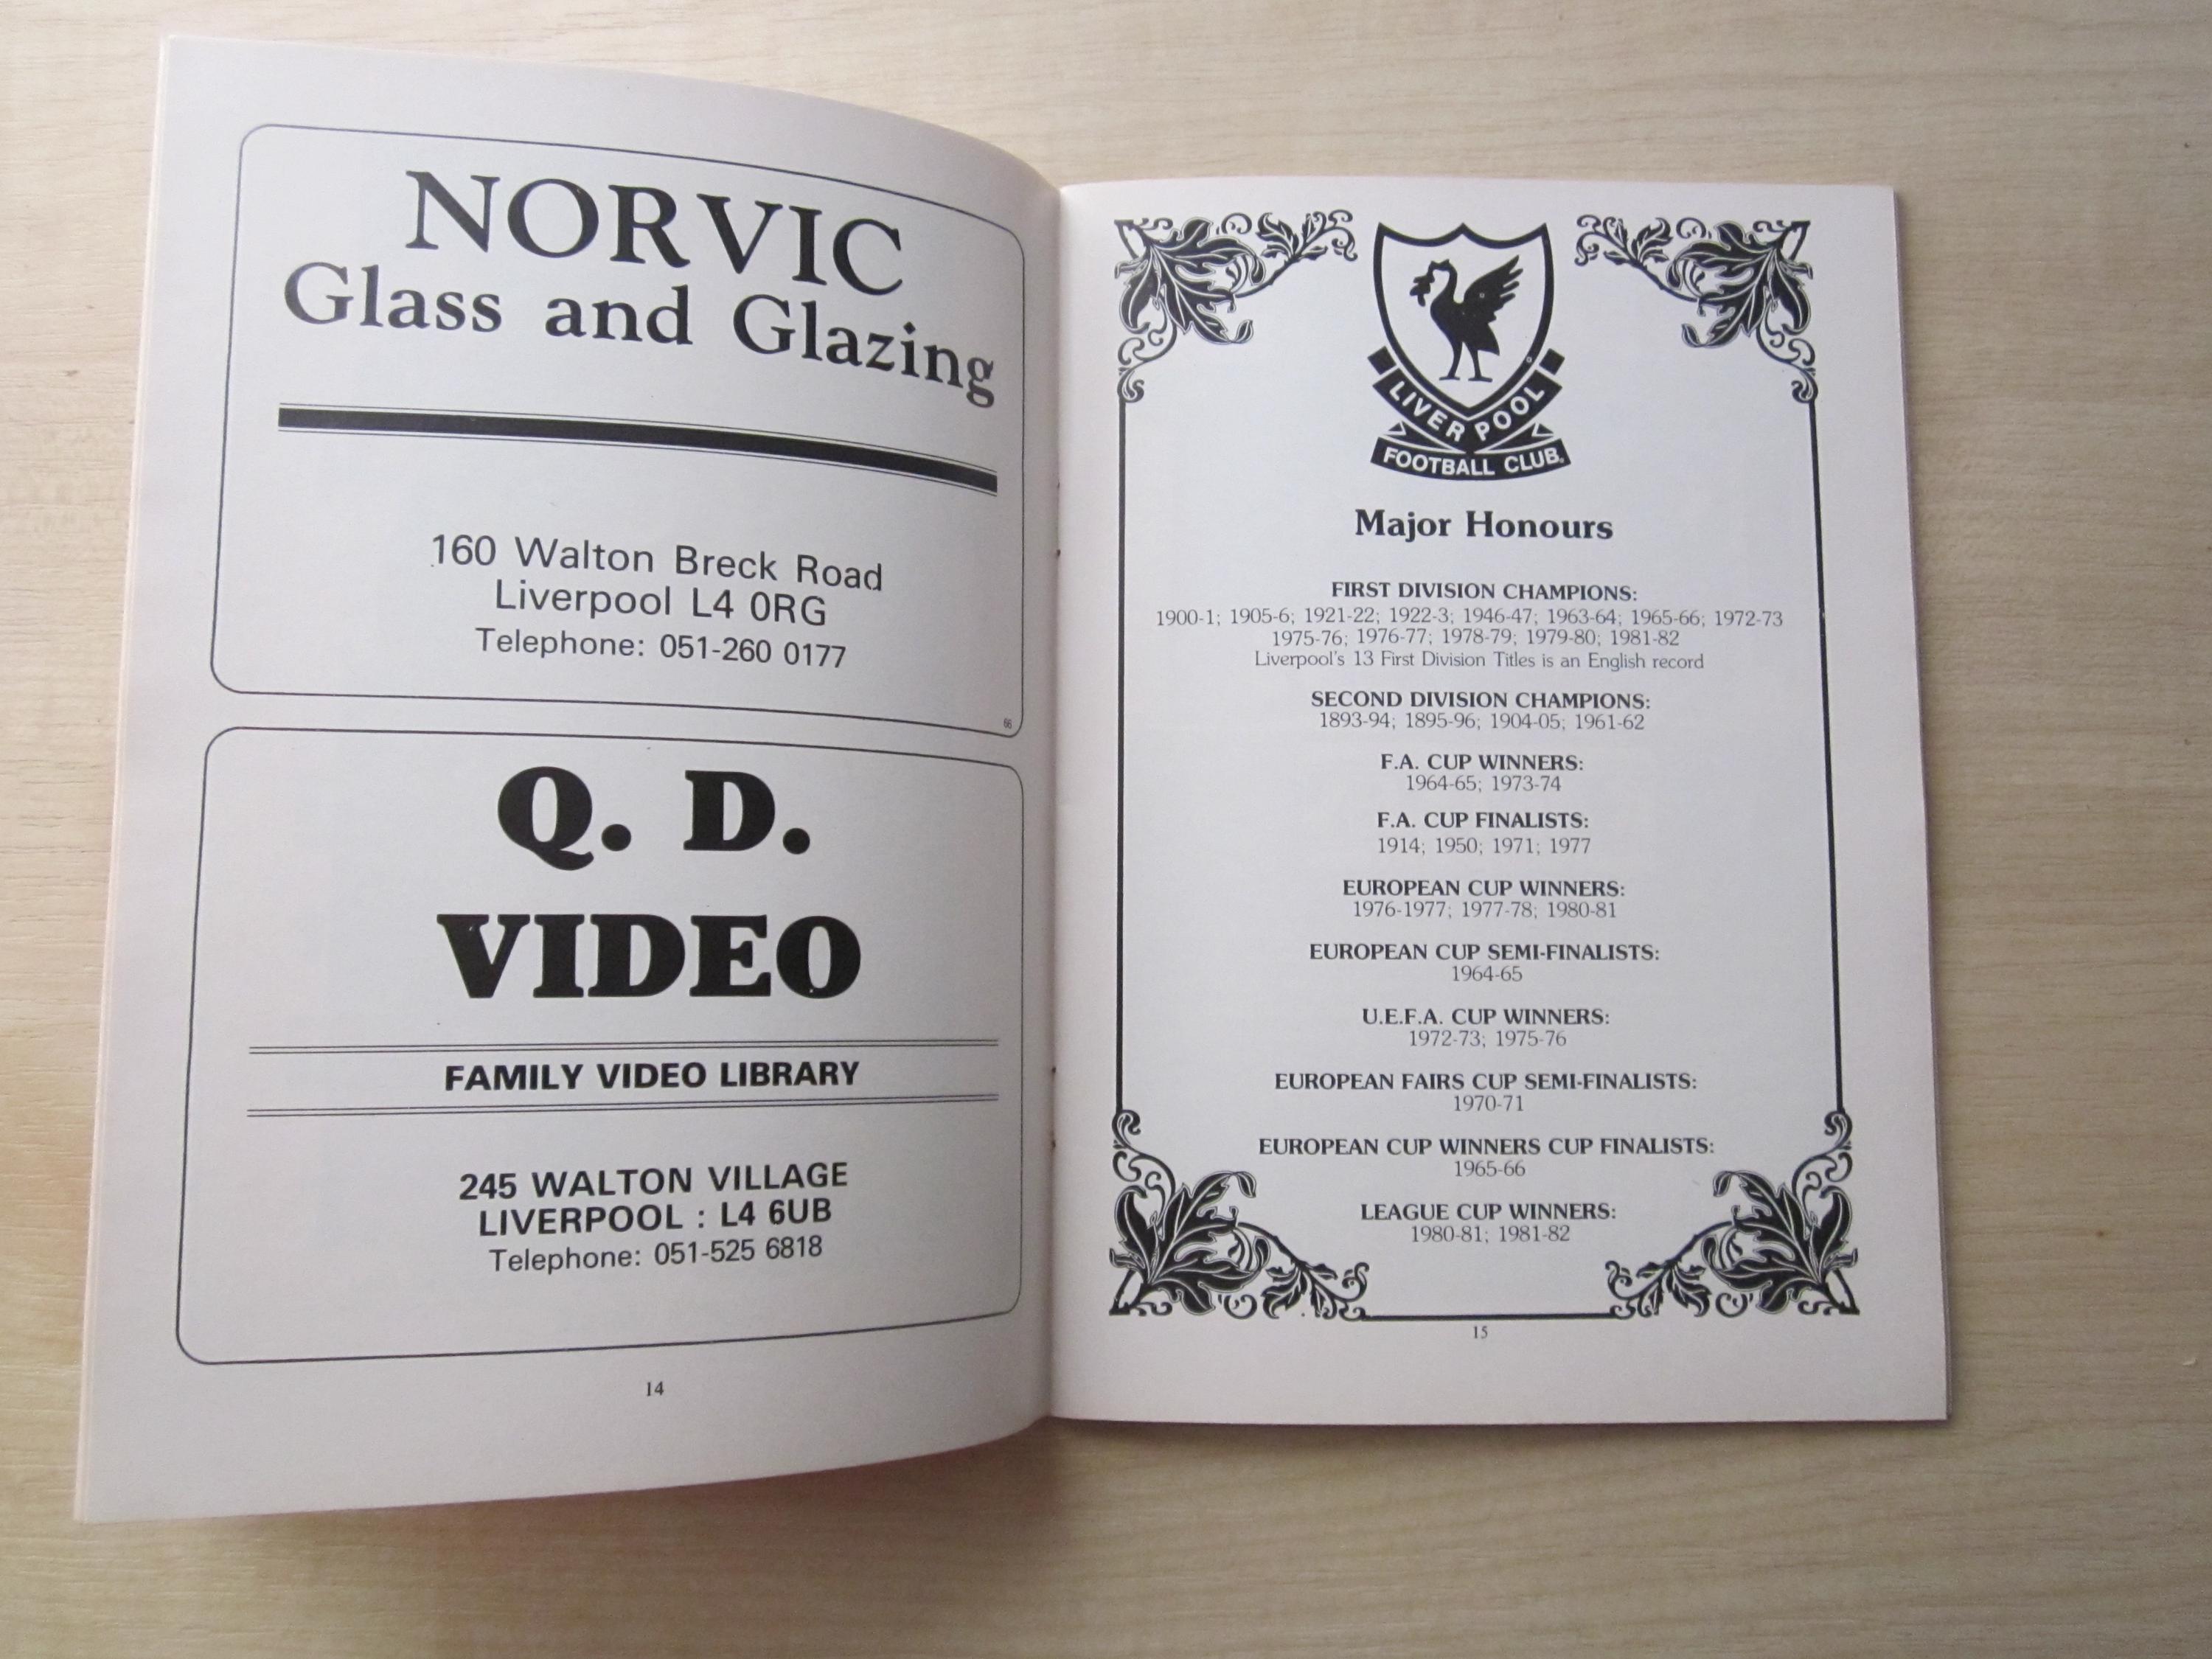 NORVIC
Glass and Glazing
160 Walton Breck Road
Liverpool L4 0RG
Telephone: 051-260 0177
66
Q. D.
VIDEO
FAMILY VIDEO LIBRARY
245 WALTON VILLAGE
LIVERPOOL : L4 6UB
Telephone: 051-525 6818
14
LIVERPOOL
FOOTBALL CLUB
Major Honours
FIRST DIVISION CHAMPIONS:
1900-1; 1905-6; 1921-22; 1922-3; 1946-47; 1963-64; 1965-66; 1972-73
1975-76; 1976-77; 1978-79; 1979-80; 1981-82
Liverpool's 13 First Division Titles is an English record
SECOND DIVISION CHAMPIONS:
1893-94; 1895-96; 1904-05; 1961-62
F.A. CUP WINNERS:
1964-65; 1973-74
F.A. CUP FINALISTS:
1914; 1950; 1971; 1977
EUROPEAN CUP WINNERS:
1976-1977; 1977-78; 1980-81
EUROPEAN CUP SEMI-FINALISTS:
1964-65
U.E.F.A. CUP WINNERS:
1972-73; 1975-76
EUROPEAN FAIRS CUP SEMI-FINALISTS:
1970-71
EUROPEAN CUP WINNERS CUP FINALISTS:
1965-66
LEAGUE CUP WINNERS:
1980-81; 1981-82
15